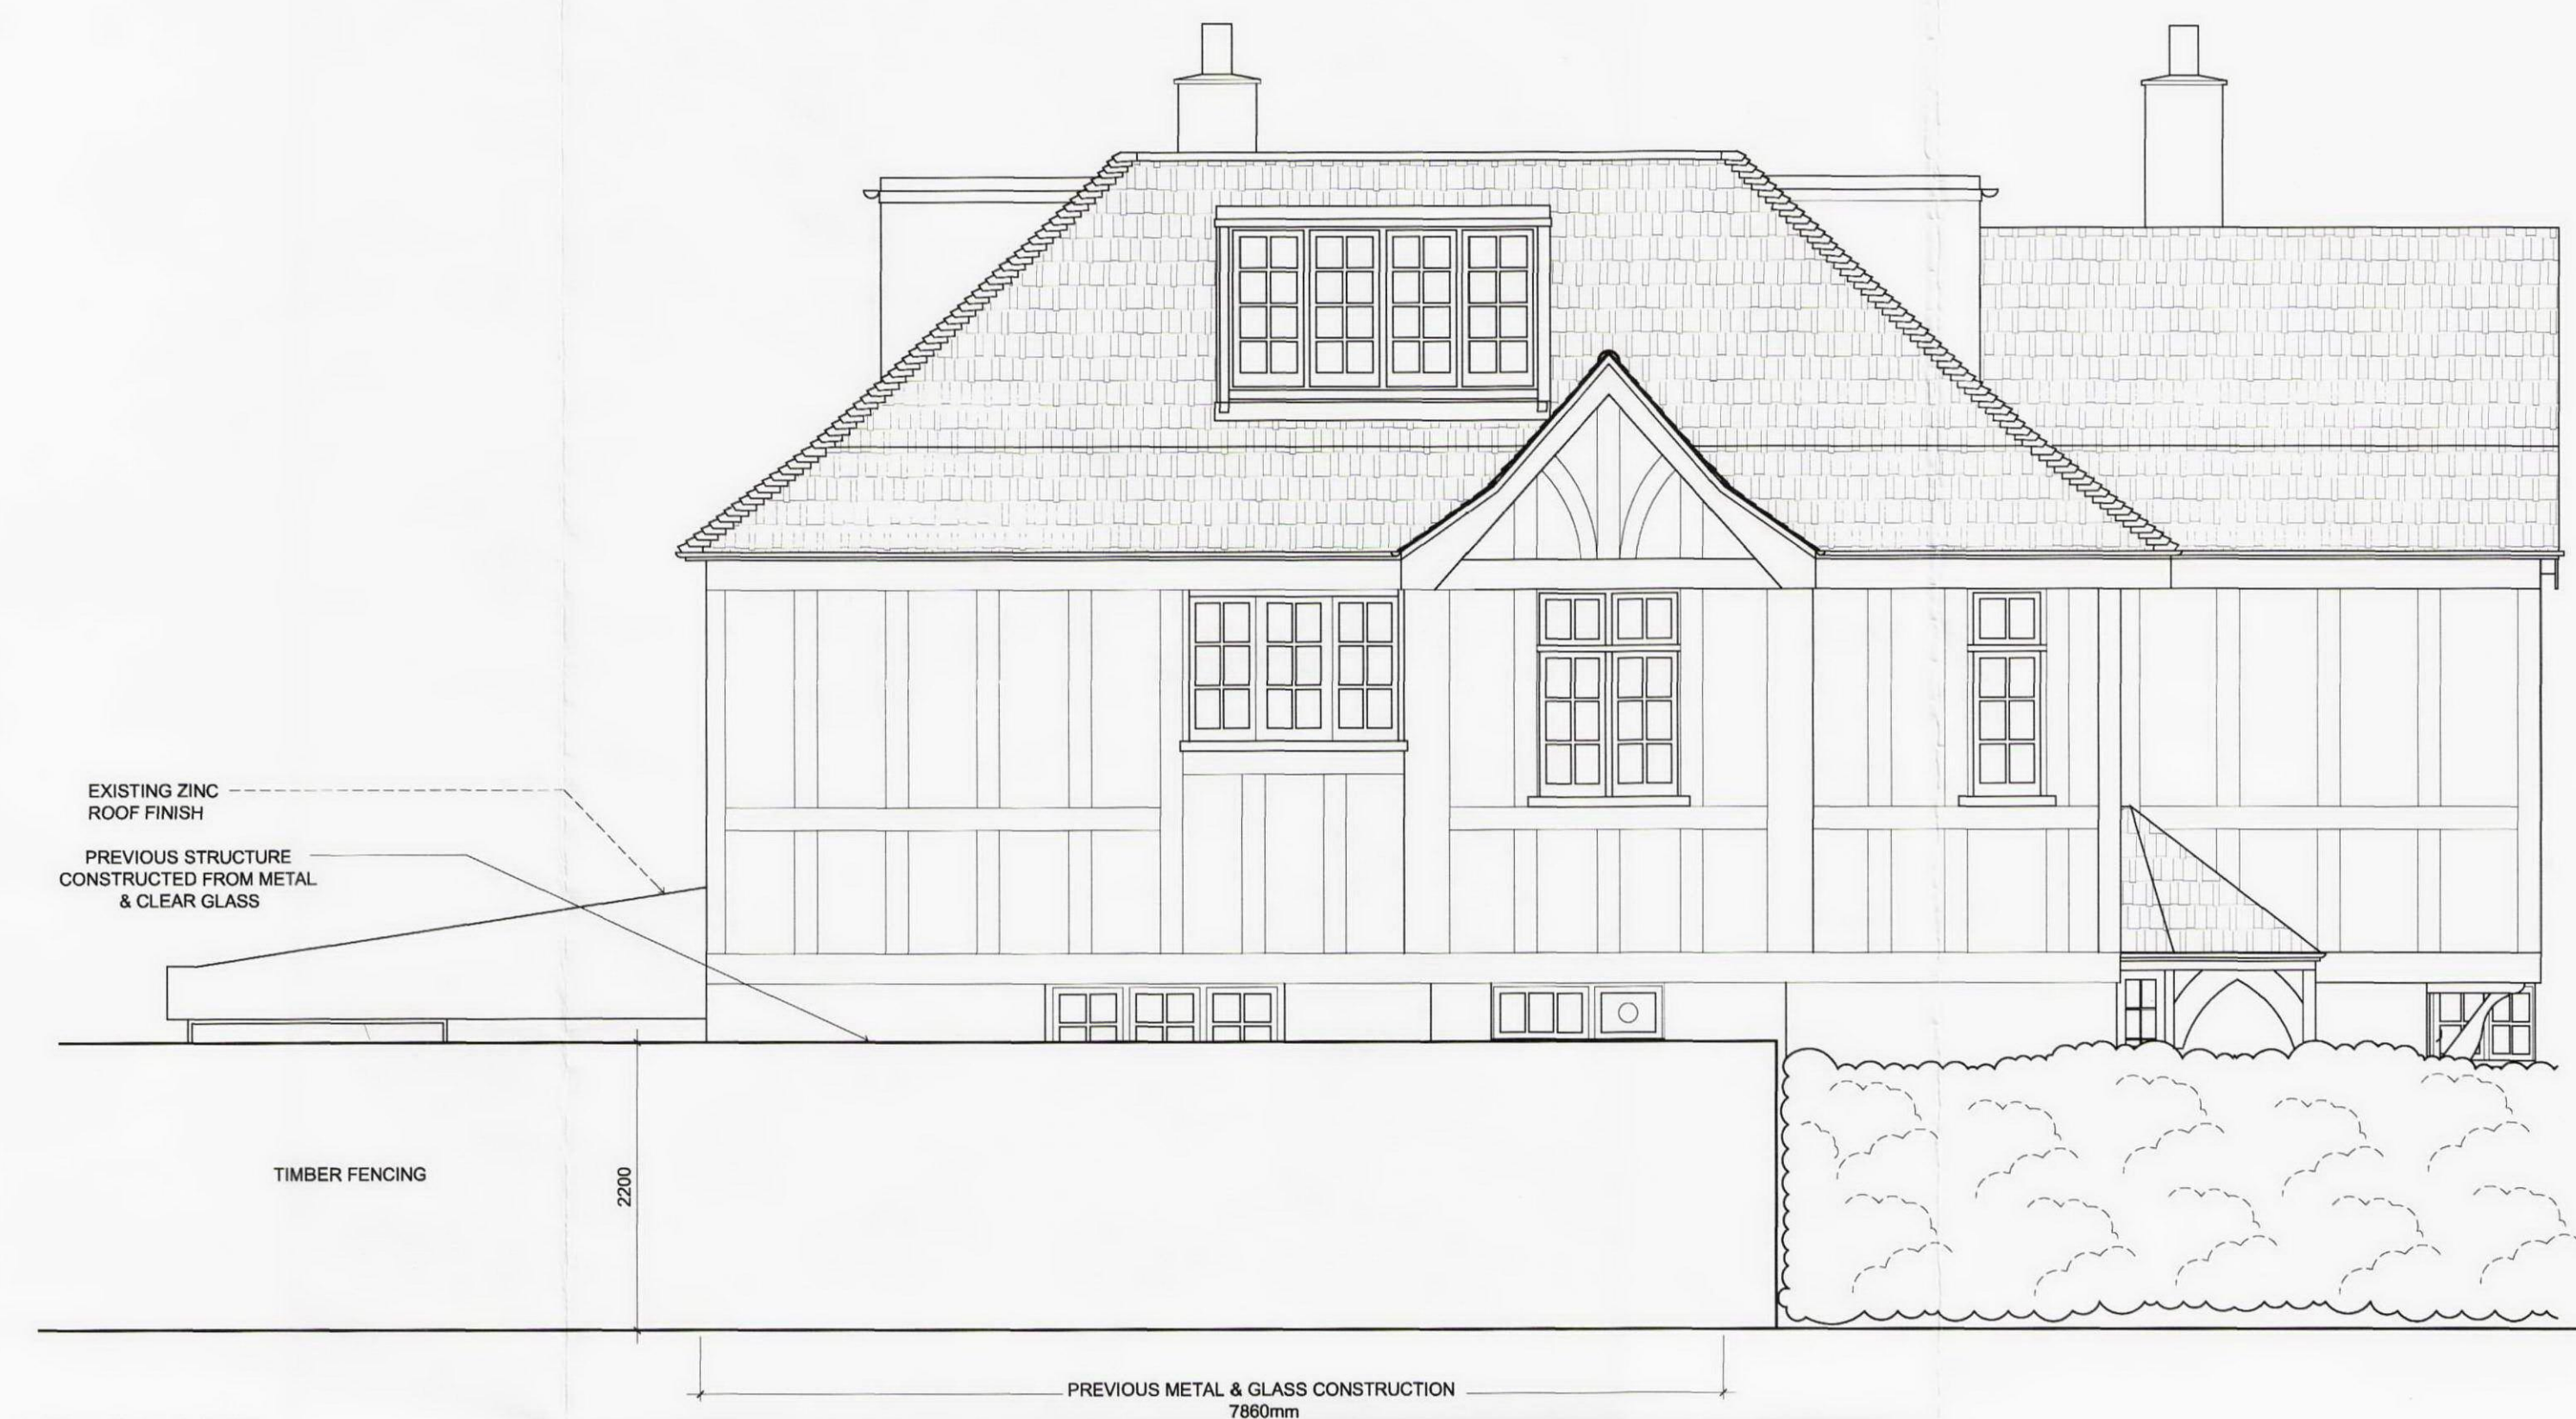 EXISTING ZINC
ROOF FINISH
PREVIOUS STRUCTURE
CONSTRUCTED FROM METAL
& CLEAR GLASS
TIMBER FENCING
2200
PREVIOUS METAL & GLASS CONSTRUCTION
7860mm